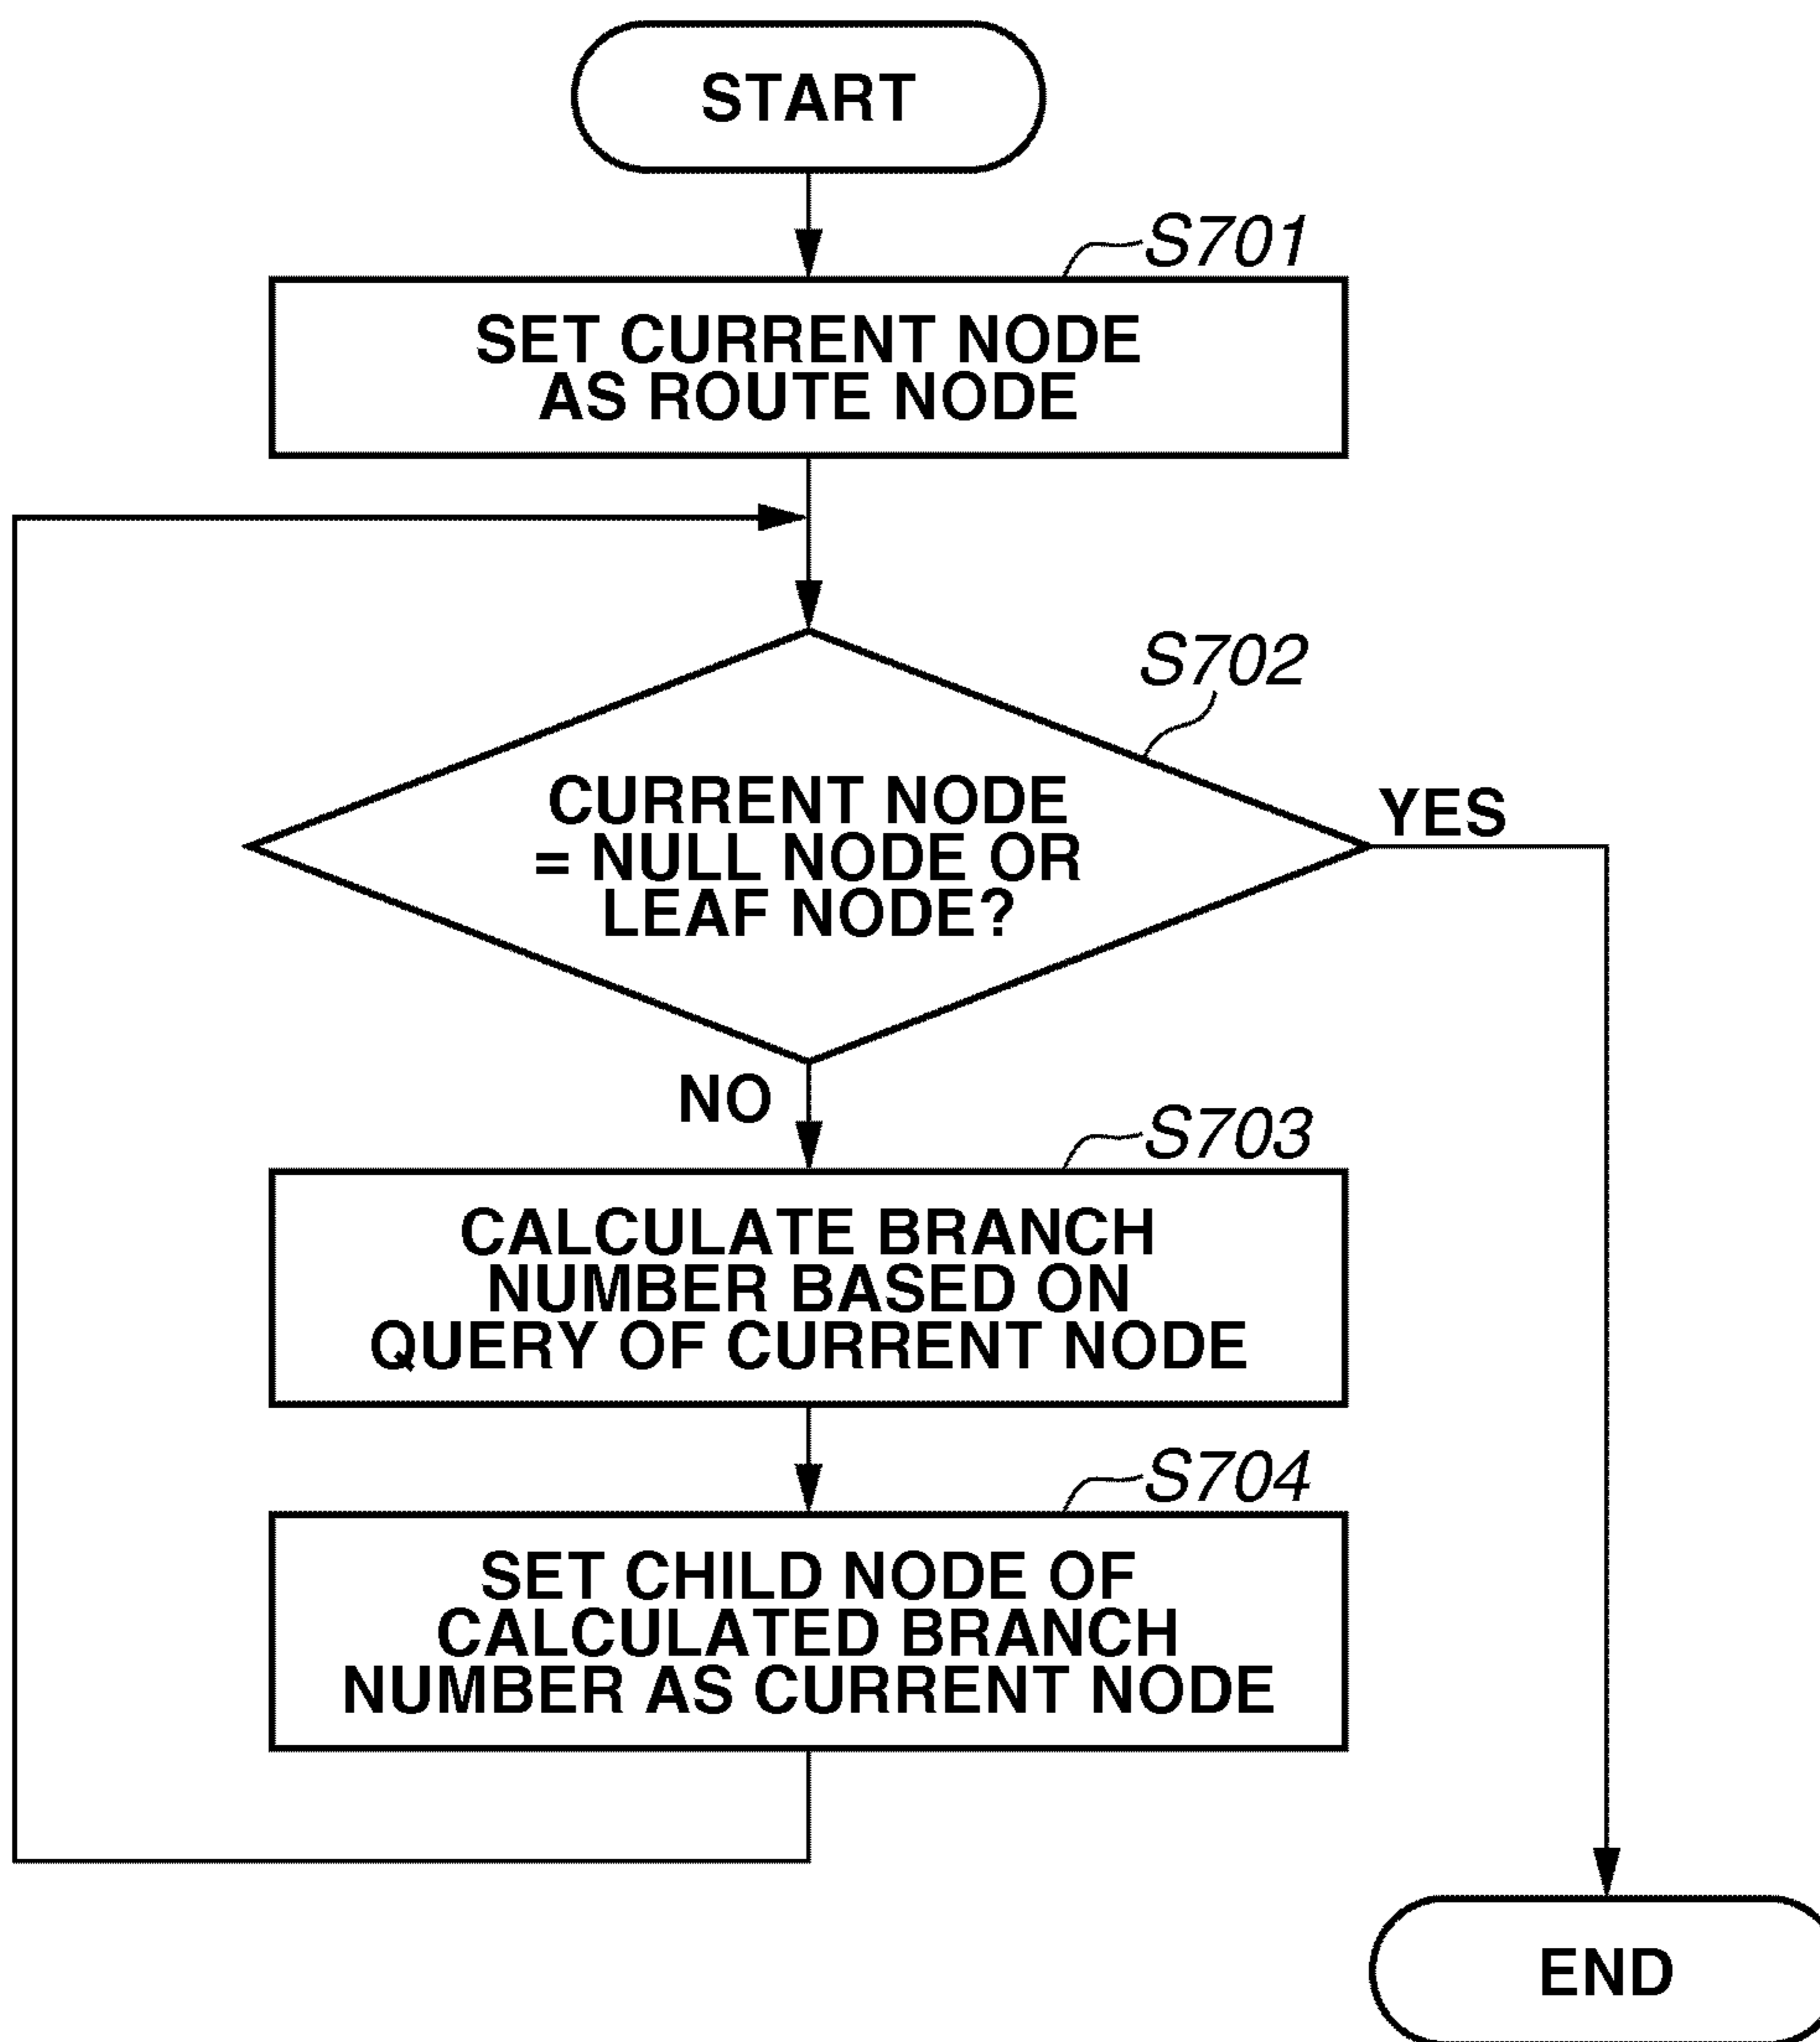 START
S701
SET CURRENT NODE
AS ROUTE NODE
S702
CURRENT NODE
= NULL NODE OR
LEAF NODE?
YES
NO
S703
CALCULATE BRANCH
NUMBER BASED ON
QUERY OF CURRENT NODE
S704
SET CHILD NODE OF
CALCULATED BRANCH
NUMBER AS CURRENT NODE
END